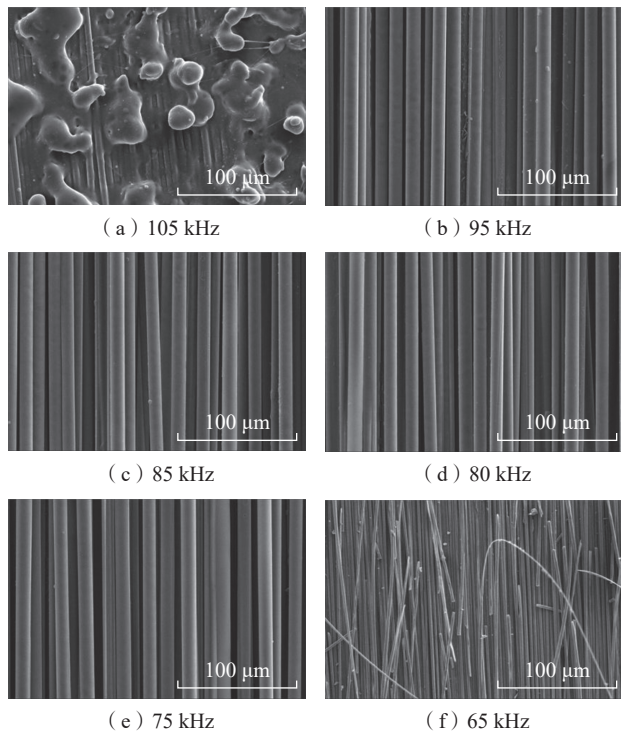 100 μm
100 μm
（a）105 kHz
（b）95 kHz
100 μm
100 μm
（c）85 kHz
（d）80 kHz
100 μm
100 μm
（e）75 kHz
（f）65 kHz